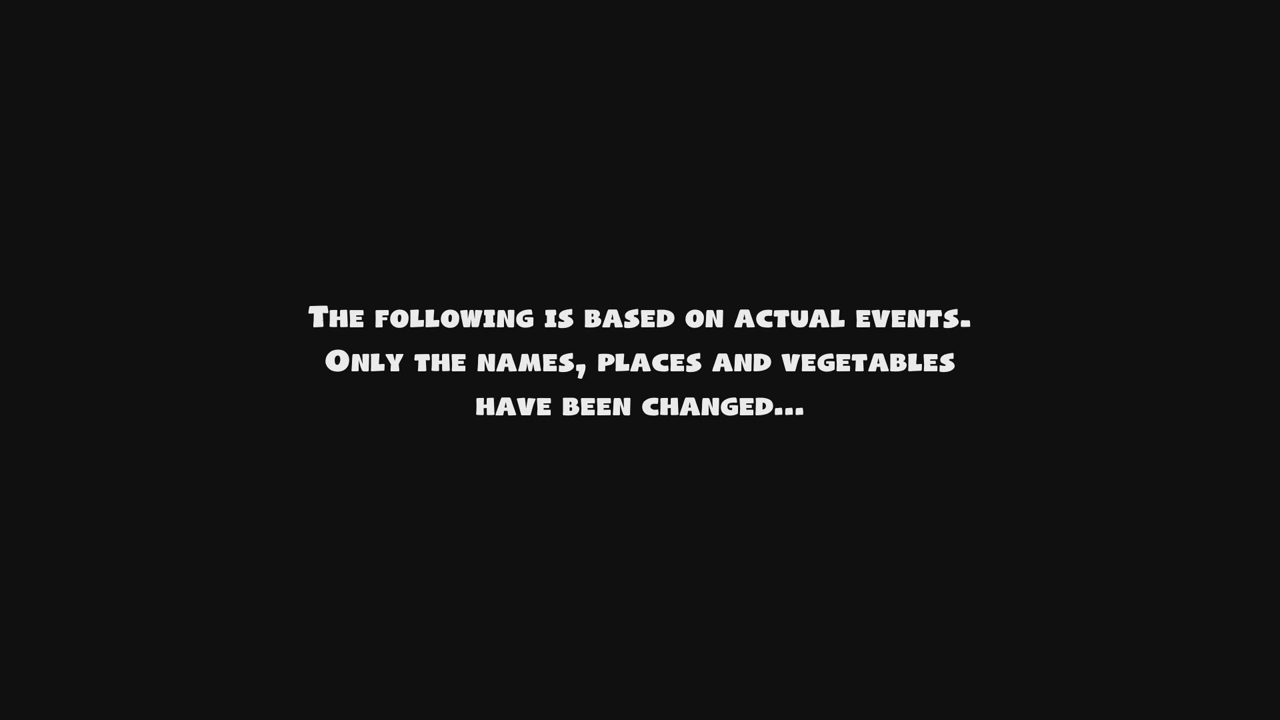 The following is based on actual events.
Only the names, places and vegetables
have been changed...